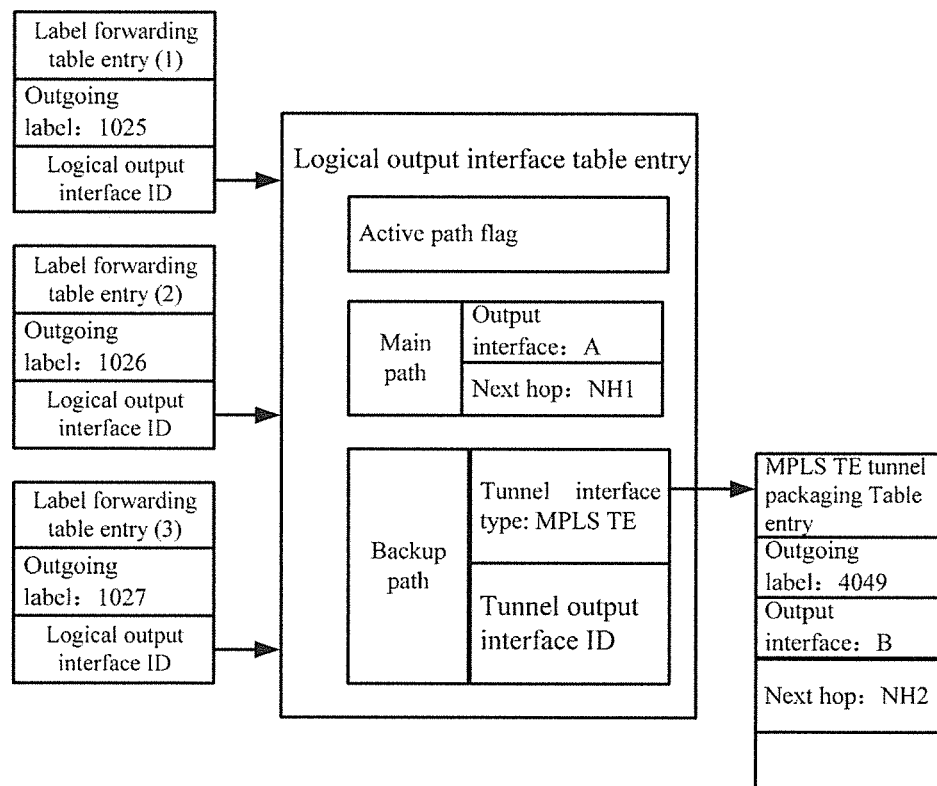 Label forwarding
table entry (1)
Outgoing
label：1025
Logical output
interface ID
Label forwarding
table entry (2)
Outgoing
label：1026
Logical output
interface ID
Label forwarding
table entry (3)
Outgoing
label：1027
Logical output
interface ID
Logical output interface table entry
Active path flag
Main
path
Output
interface：A
Next hop：NH1
Backup
path
Tunnel interface
type: MPLS TE
Tunnel output
interface ID
MPLS TE tunnel
packaging Table
entry
Outgoing
label: 4049
Output
interface：B
Next hop：NH2